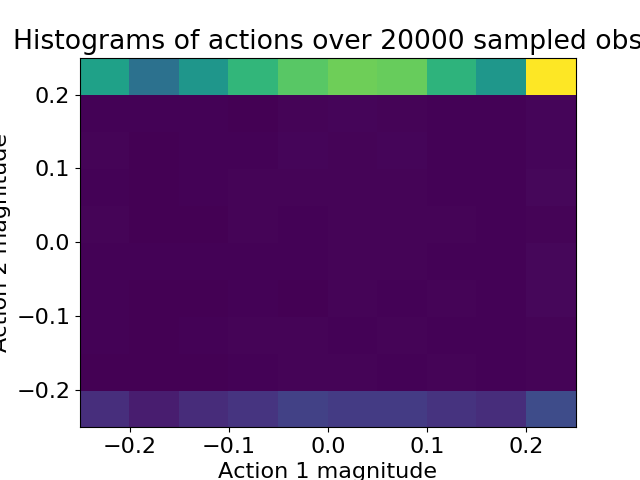 Histograms of actions over 20000 sampled obs
0.2
0.1
0.0
−0.1
−0.2
Action 2 magnitude
−0.2 −0.1 0.0 0.1 0.2
Action 1 magnitude